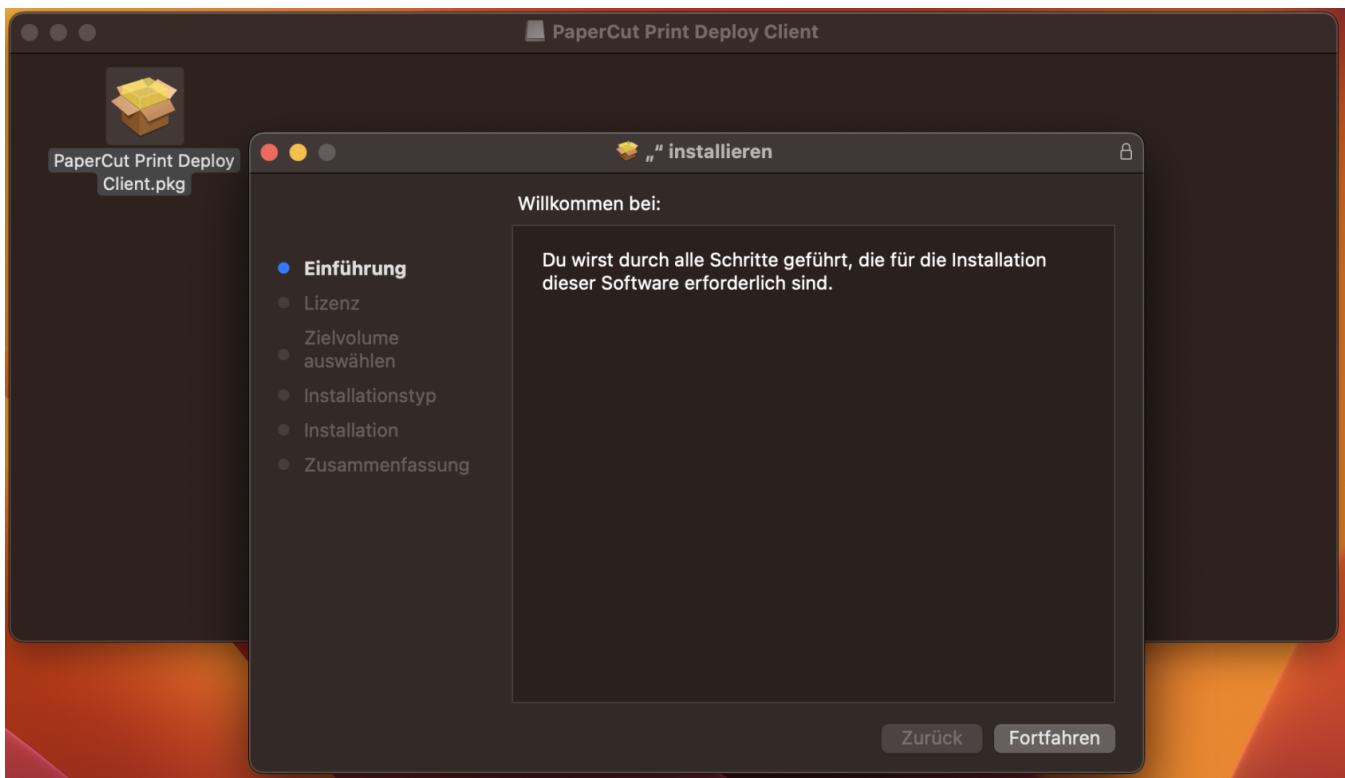 PaperCut Print Deploy Client
PaperCut Print Deploy
Client.pkg
„“ installieren
Willkommen bei:
Einführung
Lizenz
Zielvolume
auswählen
Installationstyp
Installation
Zusammenfassung
Du wirst durch alle Schritte geführt, die für die Installation
dieser Software erforderlich sind.
Zurück
Fortfahren